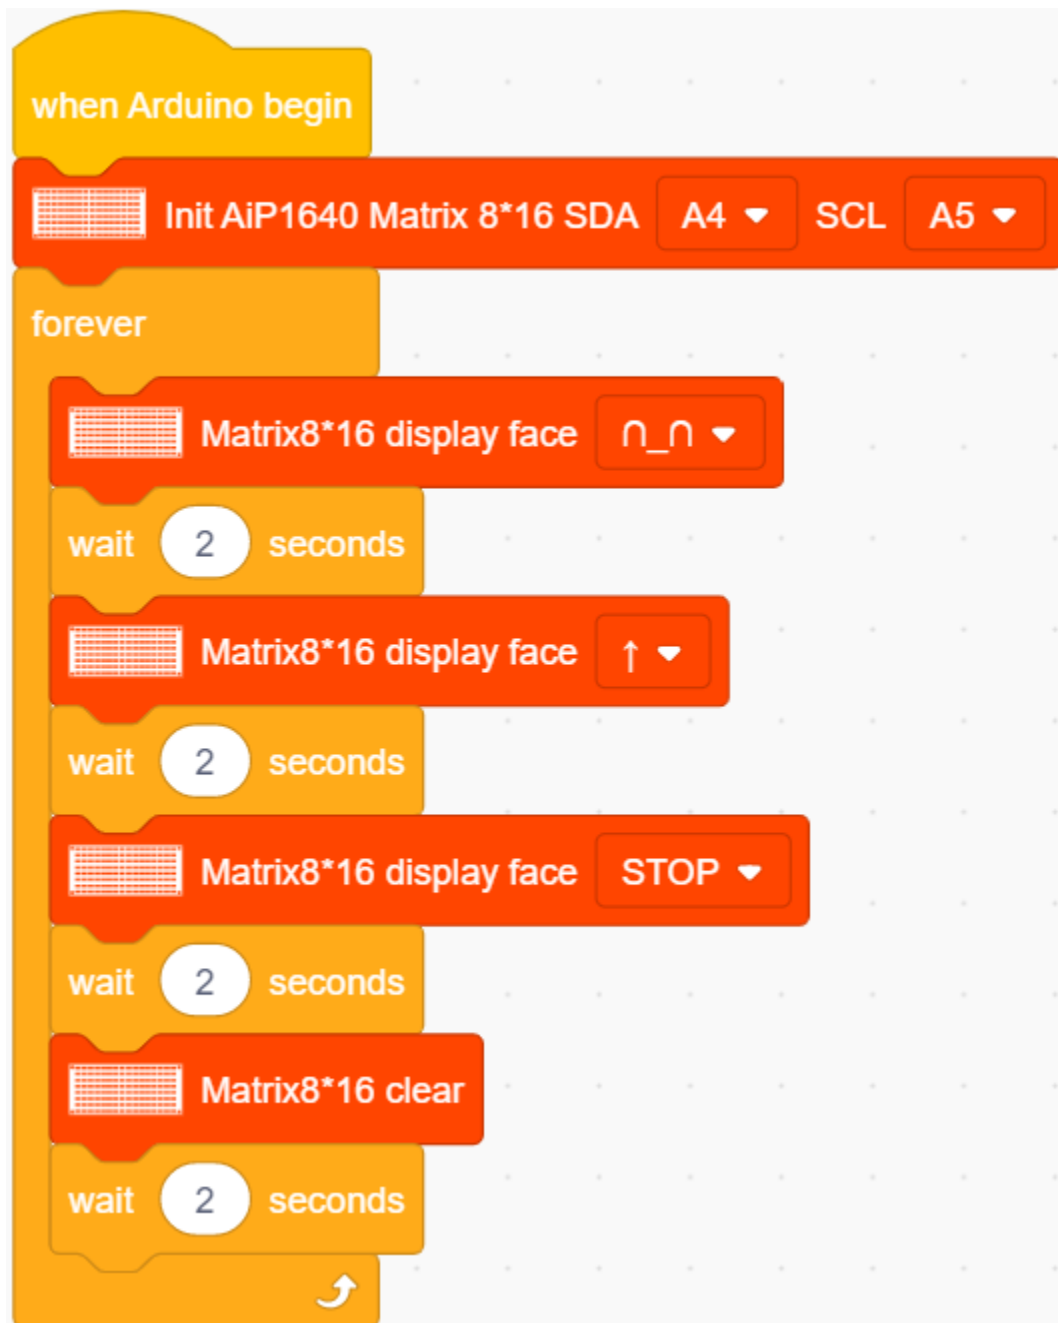 when Arduino begin
Init AiP1640 Matrix 8*16 SDA A4 SCL A5
forever
Matrix8*16 display face ∩_∩
wait 2 seconds
Matrix8*16 display face ↑
wait 2 seconds
Matrix8*16 display face STOP
wait 2 seconds
Matrix8*16 clear
wait 2 seconds